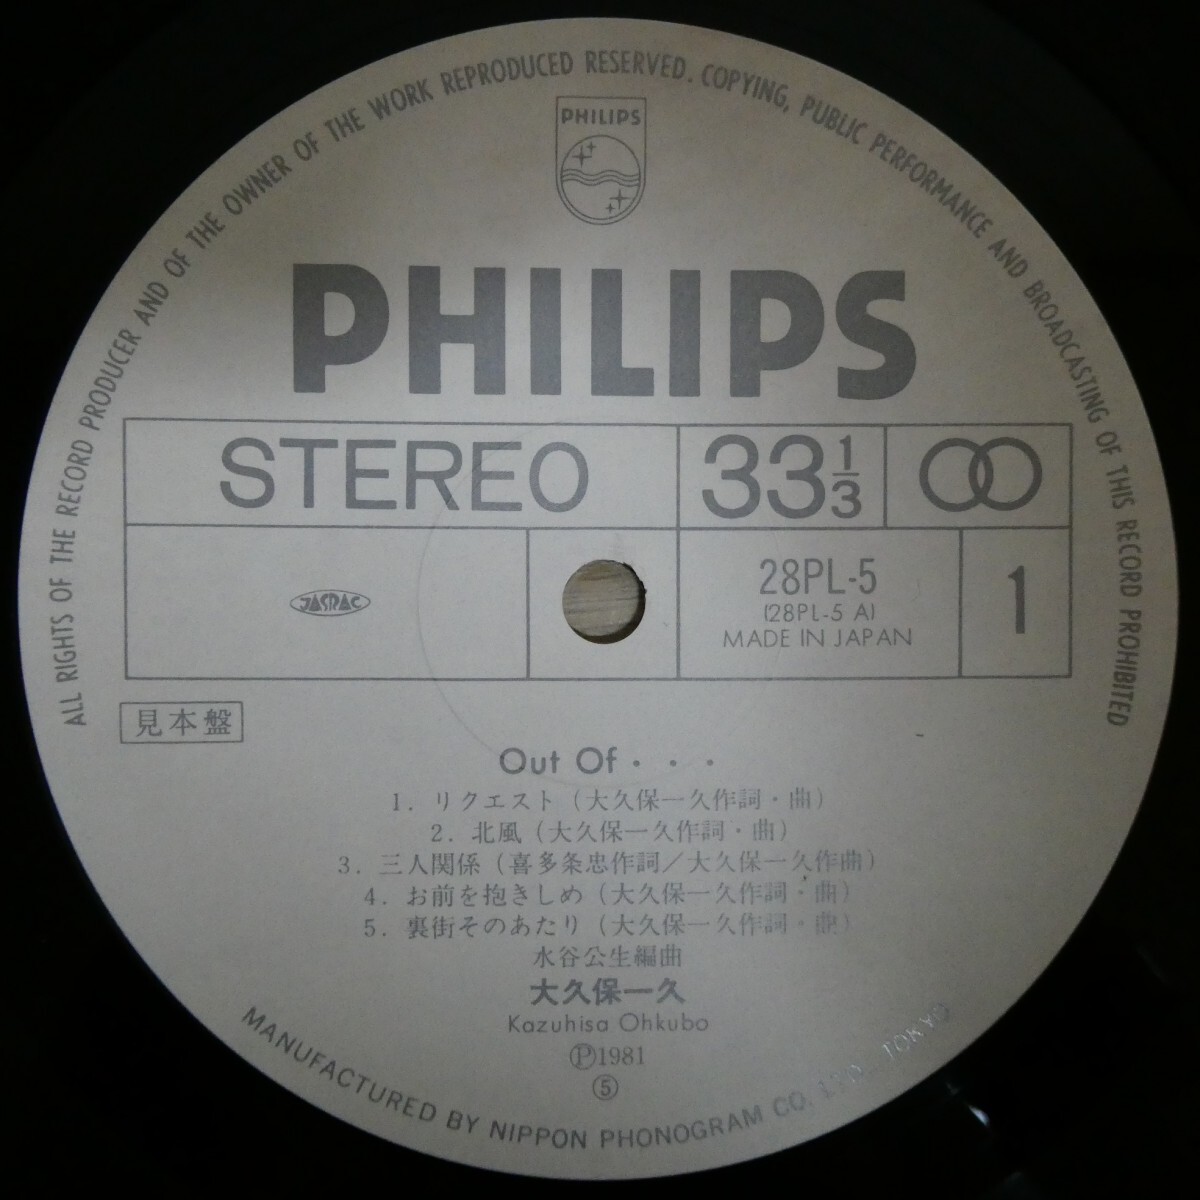 ALL RIGHTS OF THE RECORD PRODUCER AND OF THE OWNER OF THE WORK REPRODUCED RESERVED. COPYING, PUBLIC PERFORMANCE AND BROADCASTING OF THIS RECORD PROHIBITED
PHILIPS
PHILIPS
STEREO
33 1/3
JASRAC
28PL-5
(28PL-5 A)
MADE IN JAPAN
1
見本盤
Out Of・・・
1. リクエスト (大久保一久作詞・曲)
2. 北風 (大久保一久作詞・曲)
3. 三人関係 (喜多条忠作詞/大久保一久作曲)
4. お前を抱きしめ (大久保一久作詞・曲)
5. 裏街そのあたり (大久保一久作詞・曲)
水谷公生編曲
大久保一久
Kazuhisa Ohkubo
Ⓟ1981
⑤
MANUFACTURED BY NIPPON PHONOGRAM CO., LTD., TOKYO